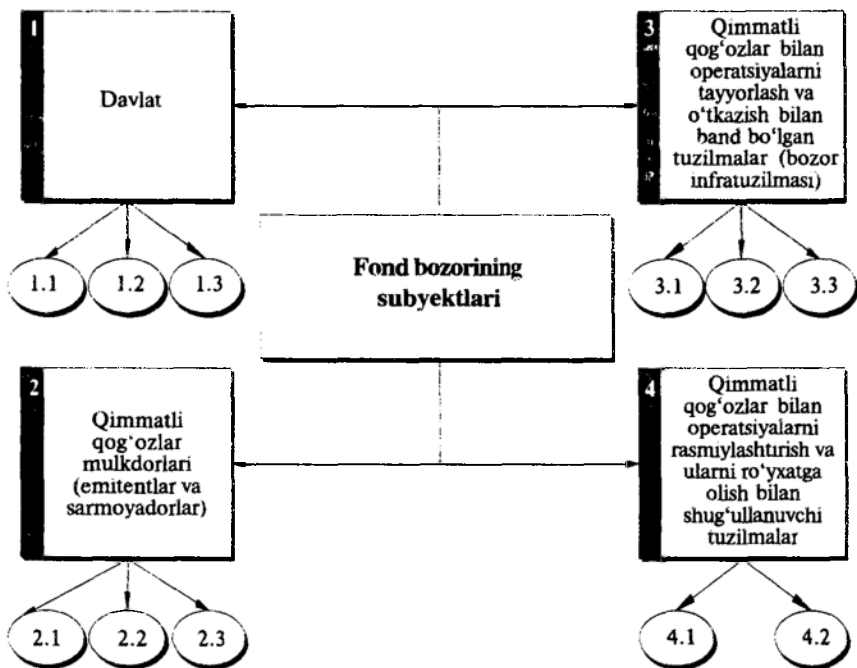 1
Davlat
1.1 1.2 1.3
3
Qimmatli
qog‘ozlar bilan
operatsiyalarni
tayyorlash va
o‘tkazish bilan
band bo‘lgan
tuzilmalar (bozor
infratuzilması)
3.1 3.2 3.3
Fond bozorining
subyektlari
2
Qimmatli
qog‘ozlar
mulkdorlari
(emitentlar va
sarmoyadorlar)
2.1 2.2 2.3
4
Qimmatli
qog‘ozlar bilan
operatsiyalarni
rasmiylashtırish va
ularni ro‘yxatga
olish bilan
shug‘ullanuvchi
tuzilmalar
4.1 4.2